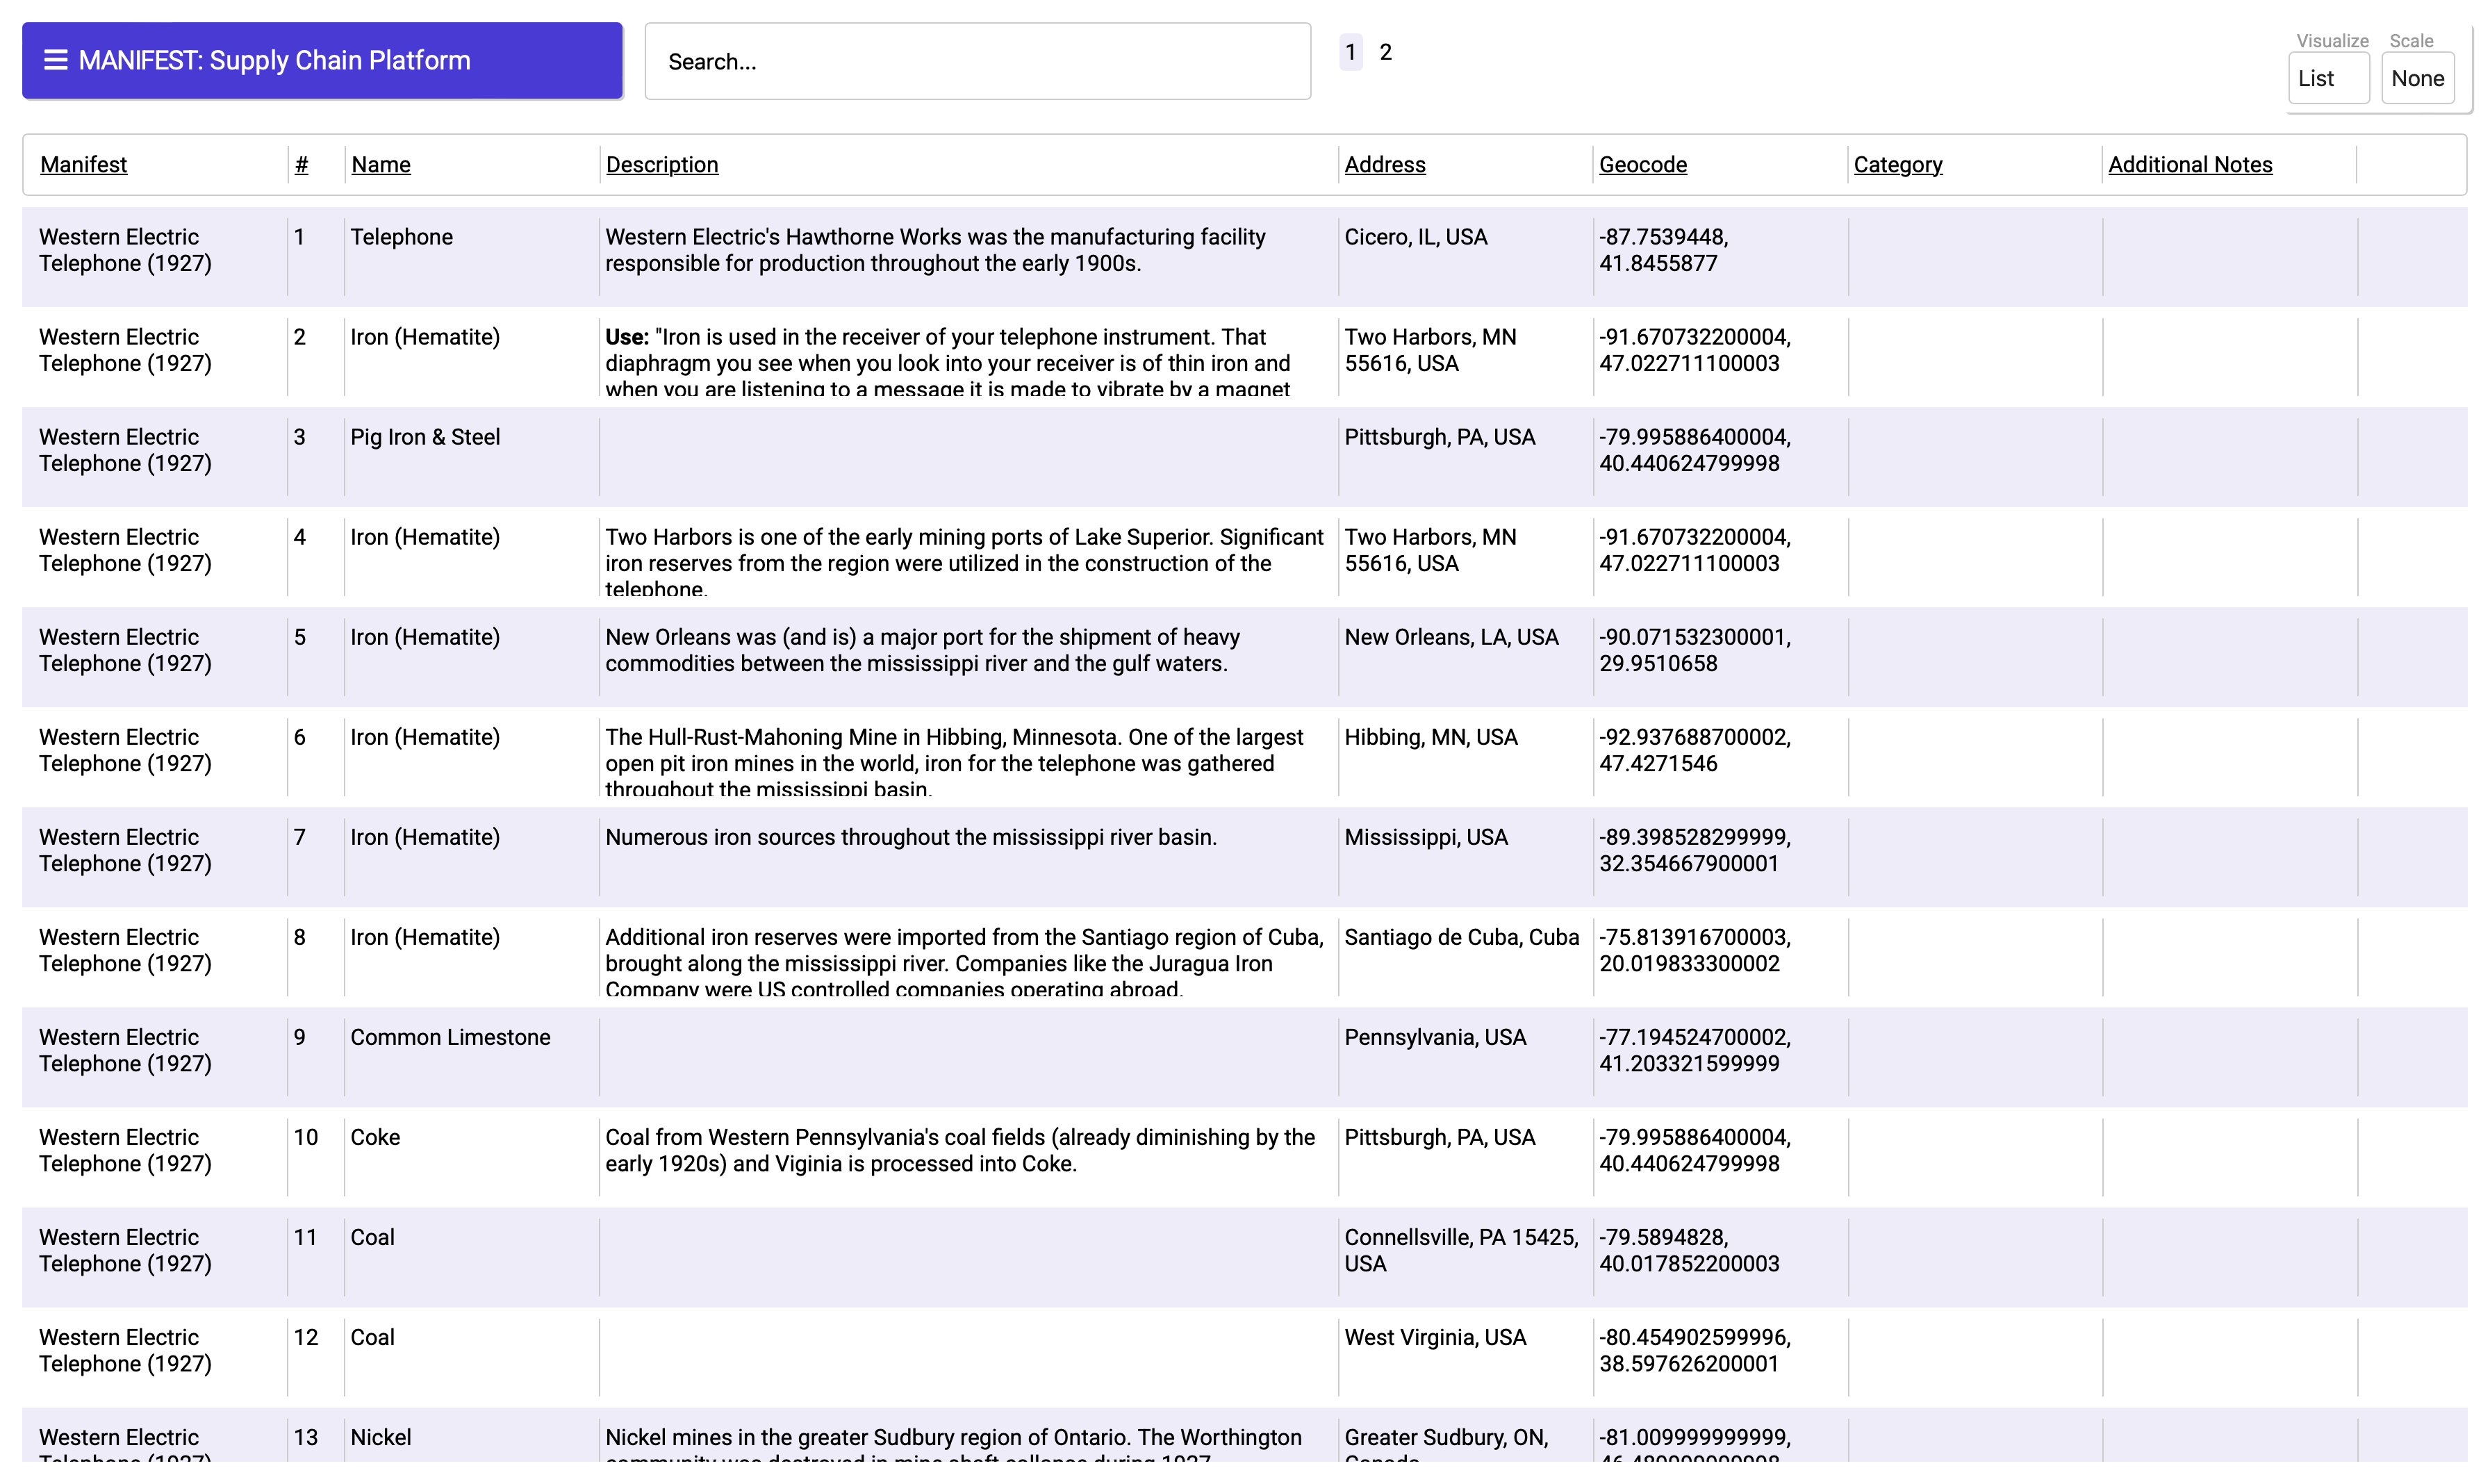 MANIFEST: Supply Chain Platform
Search...
1 2
Visualize Scale
List None
Manifest # Name Description Address Geocode Category Additional Notes
Western Electric 1 Telephone Western Electric's Hawthorne Works was the manufacturing facility Cicero, IL, USA -87.7539448,
Telephone (1927) responsible for production throughout the early 1900s. 41.8455877
Western Electric 2 Iron (Hematite) Use: "Iron is used in the receiver of your telephone instrument. That Two Harbors, MN -91.670732200004,
Telephone (1927) diaphragm you see when you look into your receiver is of thin iron and 55616, USA 47.022711100003
when you are listening to a message it is made to vibrate by a magnet
Western Electric 3 Pig Iron & Steel Pittsburgh, PA, USA -79.995886400004,
Telephone (1927) 40.440624799998
Western Electric 4 Iron (Hematite) Two Harbors is one of the early mining ports of Lake Superior. Significant Two Harbors, MN -91.670732200004,
Telephone (1927) iron reserves from the region were utilized in the construction of the 55616, USA 47.022711100003
telephone.
Western Electric 5 Iron (Hematite) New Orleans was (and is) a major port for the shipment of heavy New Orleans, LA, USA -90.071532300001,
Telephone (1927) commodities between the mississippi river and the gulf waters. 29.9510658
Western Electric 6 Iron (Hematite) The Hull-Rust-Mahoning Mine in Hibbing, Minnesota. One of the largest Hibbing, MN, USA -92.937688700002,
Telephone (1927) open pit iron mines in the world, iron for the telephone was gathered 47.4271546
throughout the mississippi basin.
Western Electric 7 Iron (Hematite) Numerous iron sources throughout the mississippi river basin. Mississippi, USA -89.398528299999,
Telephone (1927) 32.354667900001
Western Electric 8 Iron (Hematite) Additional iron reserves were imported from the Santiago region of Cuba, Santiago de Cuba, Cuba -75.813916700003,
Telephone (1927) brought along the mississippi river. Companies like the Juragua Iron 20.019833300002
Company were US controlled companies operating abroad.
Western Electric 9 Common Limestone Pennsylvania, USA -77.194524700002,
Telephone (1927) 41.203321599999
Western Electric 10 Coke Coal from Western Pennsylvania's coal fields (already diminishing by the Pittsburgh, PA, USA -79.995886400004,
Telephone (1927) early 1920s) and Viginia is processed into Coke. 40.440624799998
Western Electric 11 Coal Connellsville, PA 15425, -79.5894828,
Telephone (1927) USA 40.017852200003
Western Electric 12 Coal West Virginia, USA -80.454902599996,
Telephone (1927) 38.597626200001
Western Electric 13 Nickel Nickel mines in the greater Sudbury region of Ontario. The Worthington Greater Sudbury, ON, -81.009999999999,
Telephone (1927) community was destroyed in mine shaft collapse during 1927 Canada